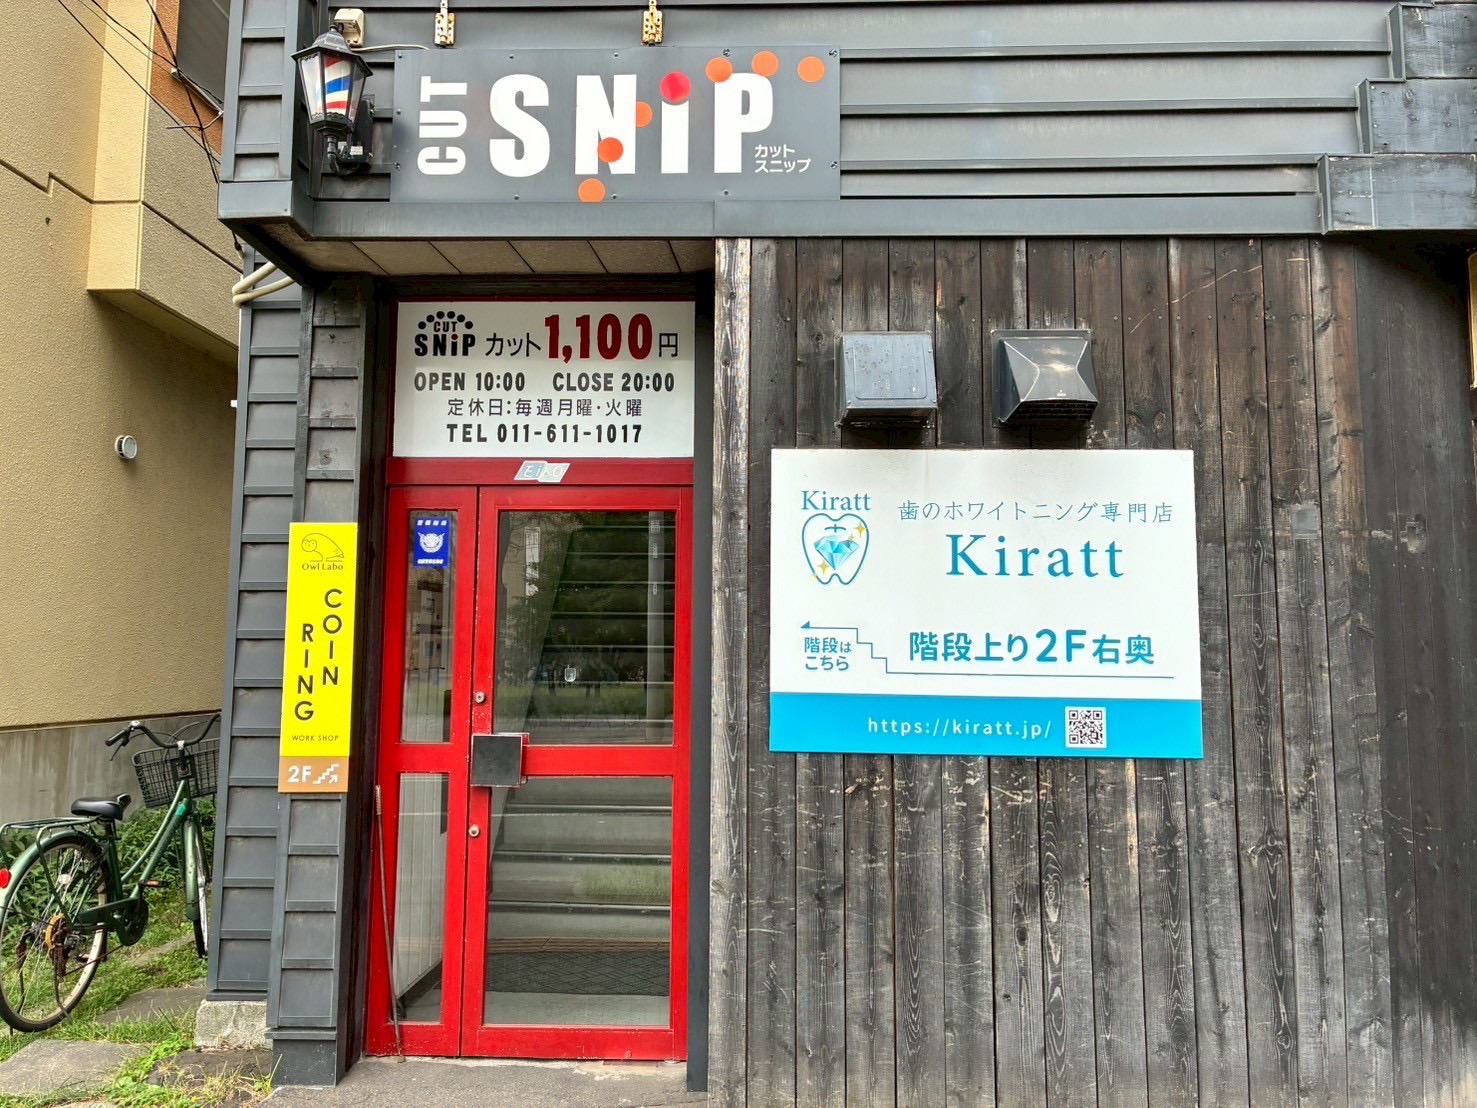 CUT SNiP
カット
スニップ
CUT
SNiP カット1,100円
OPEN 10:00 CLOSE 20:00
定休日:毎週月曜・火曜
TEL 011-611-1017
Owl Labo
COIN
RING
WORK SHOP
2F
Kiratt
歯のホワイトニング専門店
Kiratt
階段は
こちら
階段上り2F右奥
https://kiratt.jp/